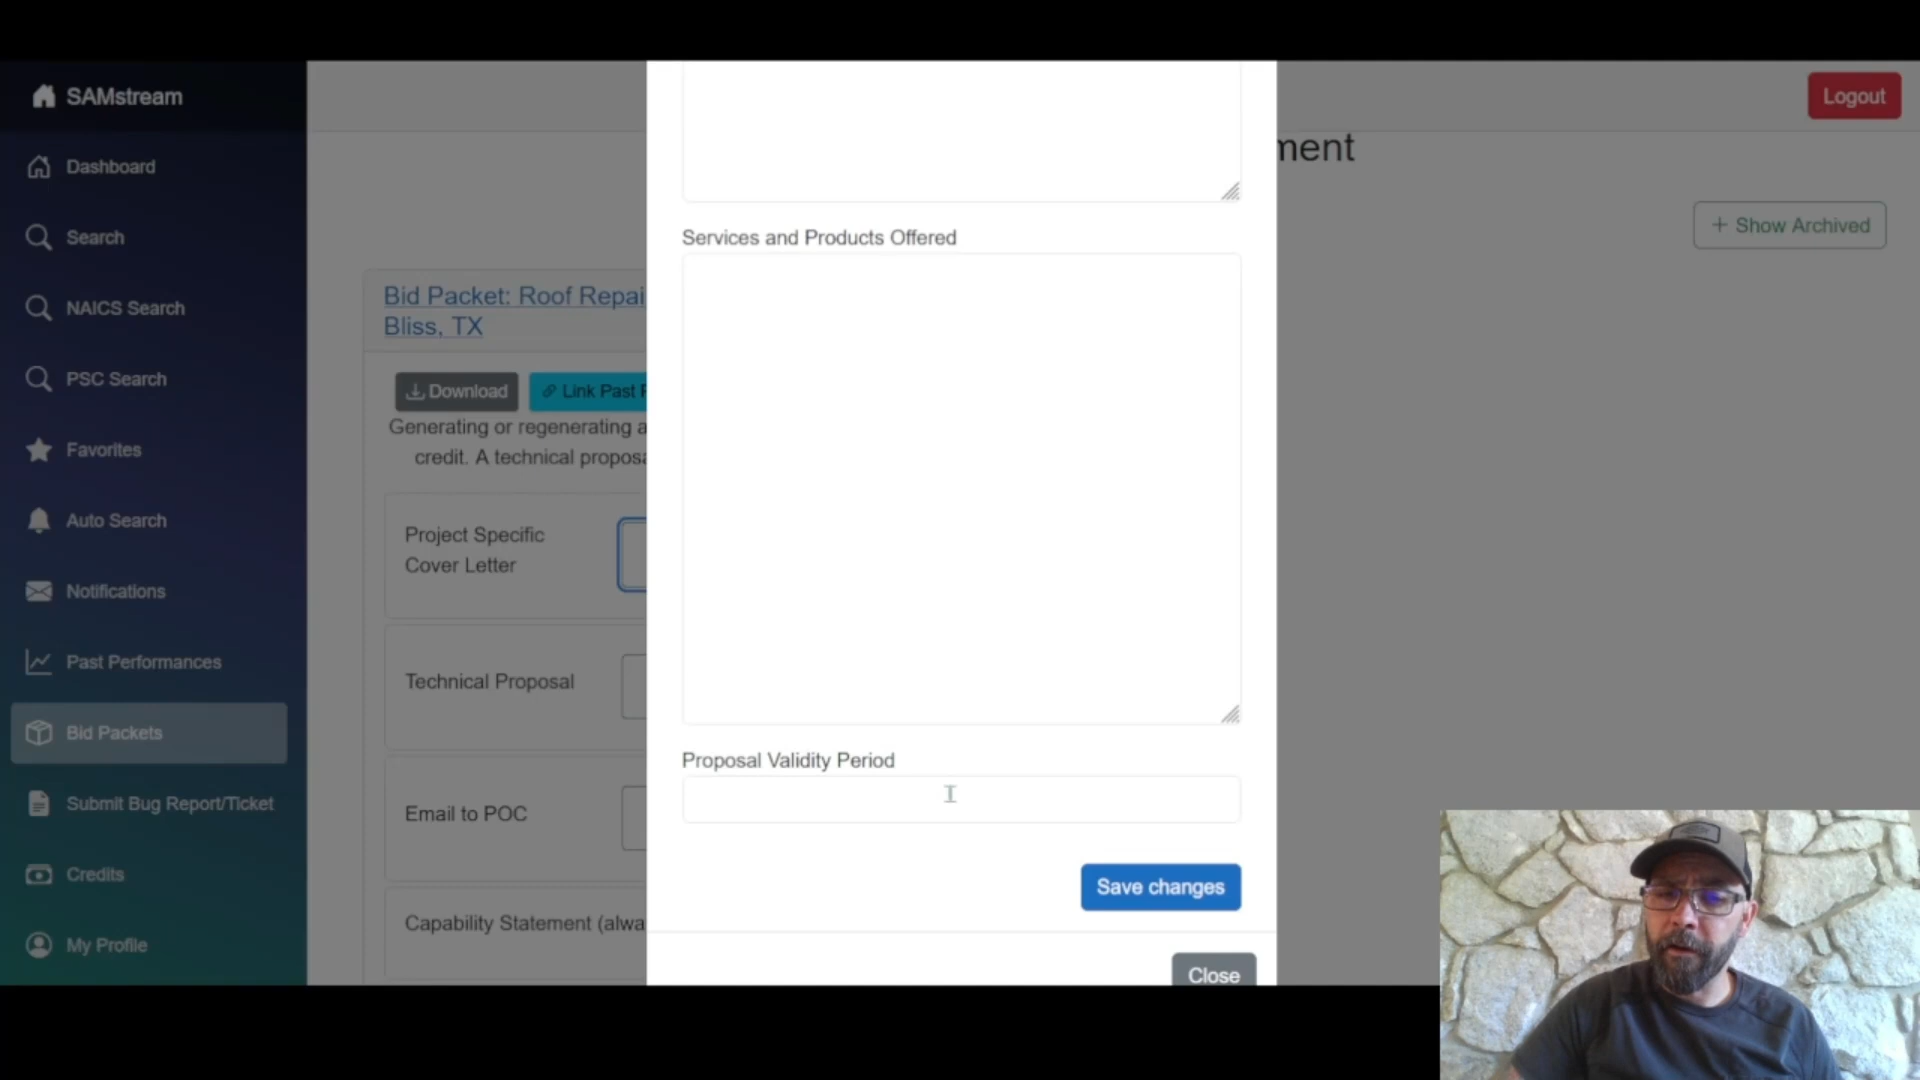 SAMstream
Logout
Dashboard
Search
NAICS Search
PSC Search
Favorites
Auto Search
Notifications
Past Performances
Bid Packets
Submit Bug Report/Ticket
Credits
My Profile
ment
+ Show Archived
Bid Packet: Roof Repai
Bliss, TX
Download
Link Past
Generating or regenerating a
credit. A technical propos
Project Specific
Cover Letter
Technical Proposal
Email to POC
Capability Statement (alwa
Services and Products Offered
Proposal Validity Period
Save changes
Close